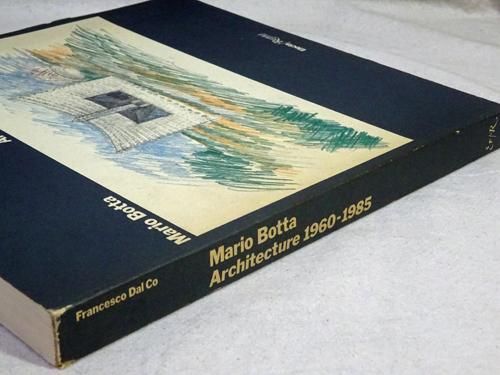 Mario Botta
Francesco Dal Co
Mario Botta
Architecture 1960-1985